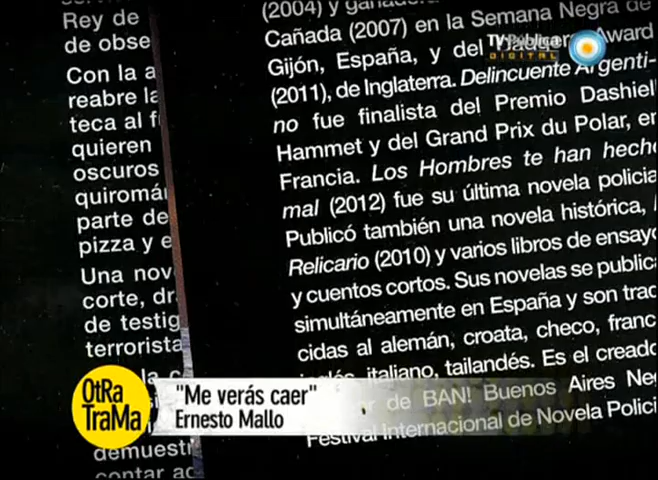 Rey de
de obse
Con la a
reabre la
teca al f
quieren
oscuros
quiromá
parte de
pizza y e
Una nov
corte, dr
de testig
terrorista
demuestr
contar ac
(2004) y
Cañada (2007) en la Semana Negra de
Gijón, España, y del Dagger Award
(2011), de Inglaterra. Delincuente Argenti-
no fue finalista del Premio Dashiel
Hammet y del Grand Prix du Polar, en
Francia. Los Hombres te han hecho
mal (2012) fue su última novela policia
Publicó también una novela histórica,
Relicario (2010) y varios libros de ensayo
y cuentos cortos. Sus novelas se publica
simultáneamente en España y son trad
cidas al alemán, croata, checo, franc
italiano, tailandés. Es el creado
de BAN! Buenos Aires Ne
Festival Internacional de Novela Polici
TV Pública
DIGITAL
OtRa
TraMa
"Me verás caer"
Ernesto Mallo